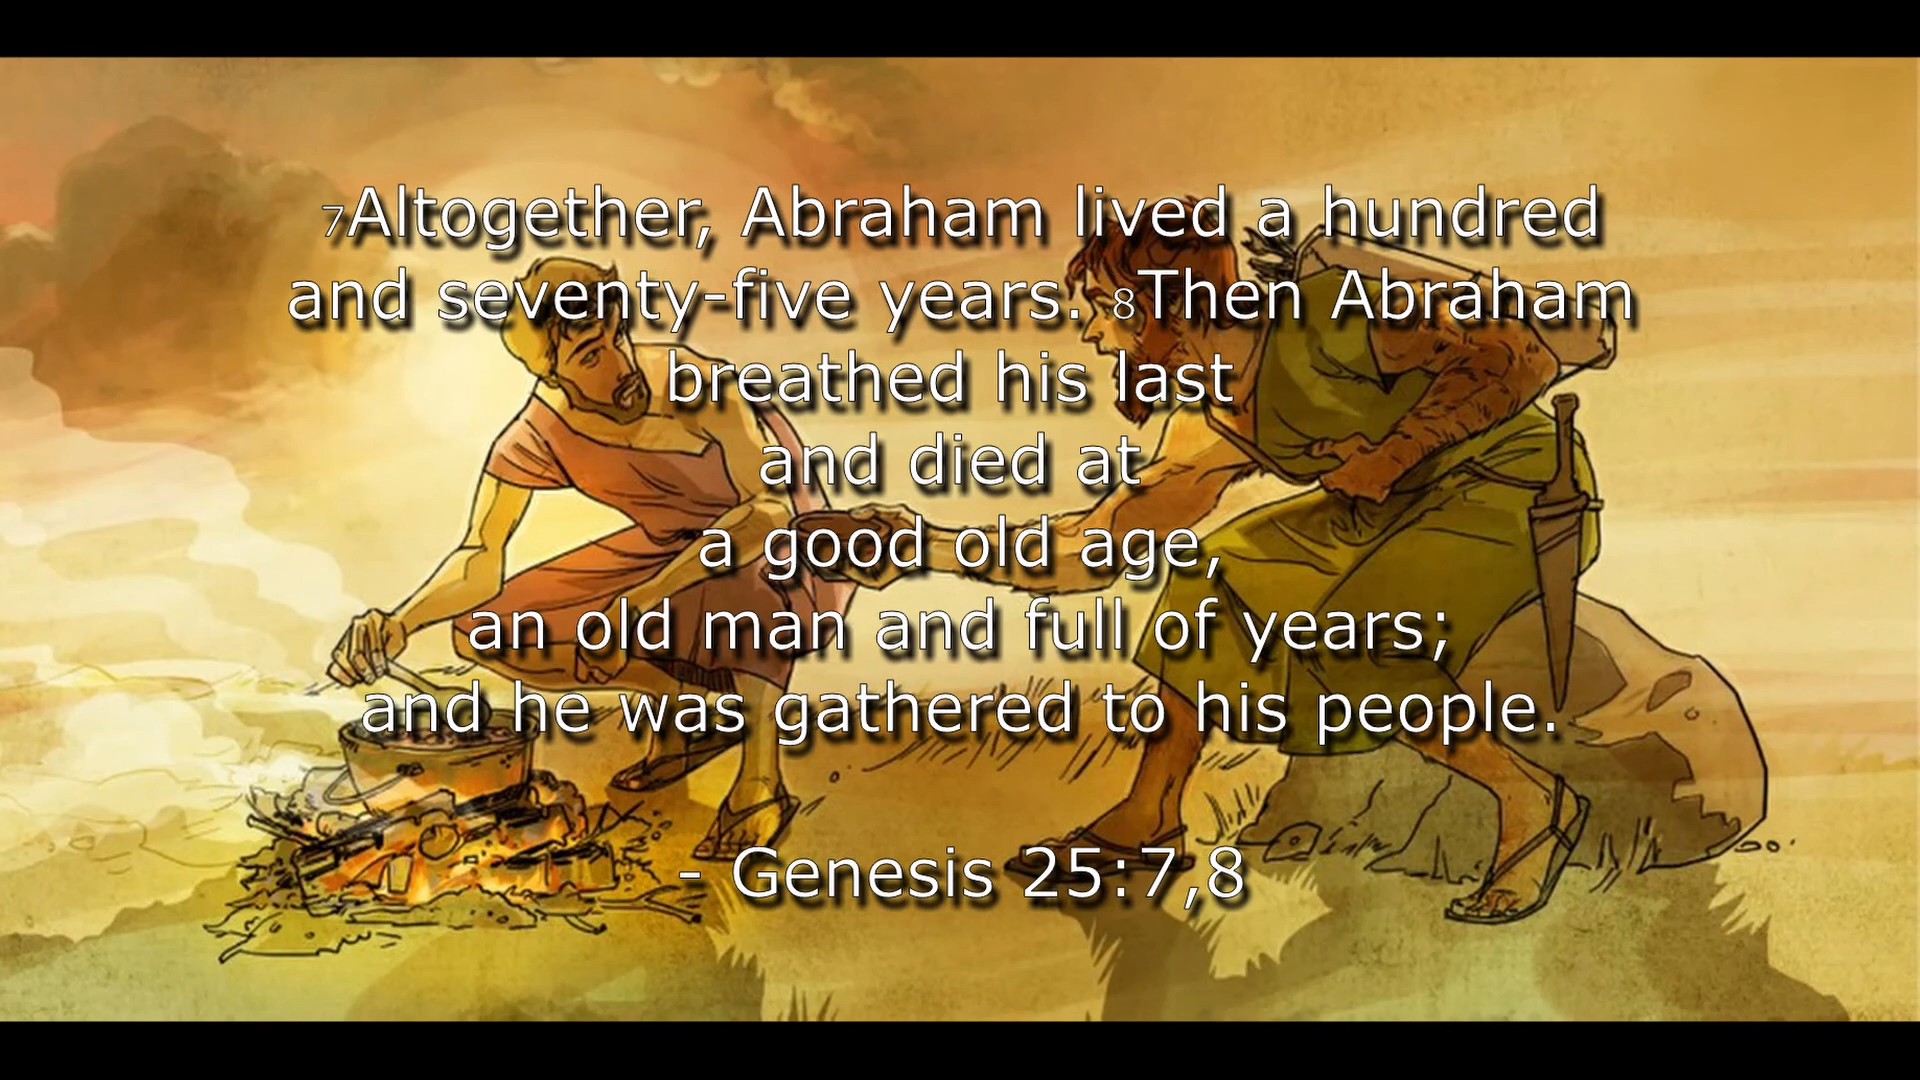 7Altogether, Abraham lived a hundred
and seventy-five years. 8Then Abraham
breathed his last
and died at
a good old age,
an old man and full of years;
and he was gathered to his people.
- Genesis 25:7,8